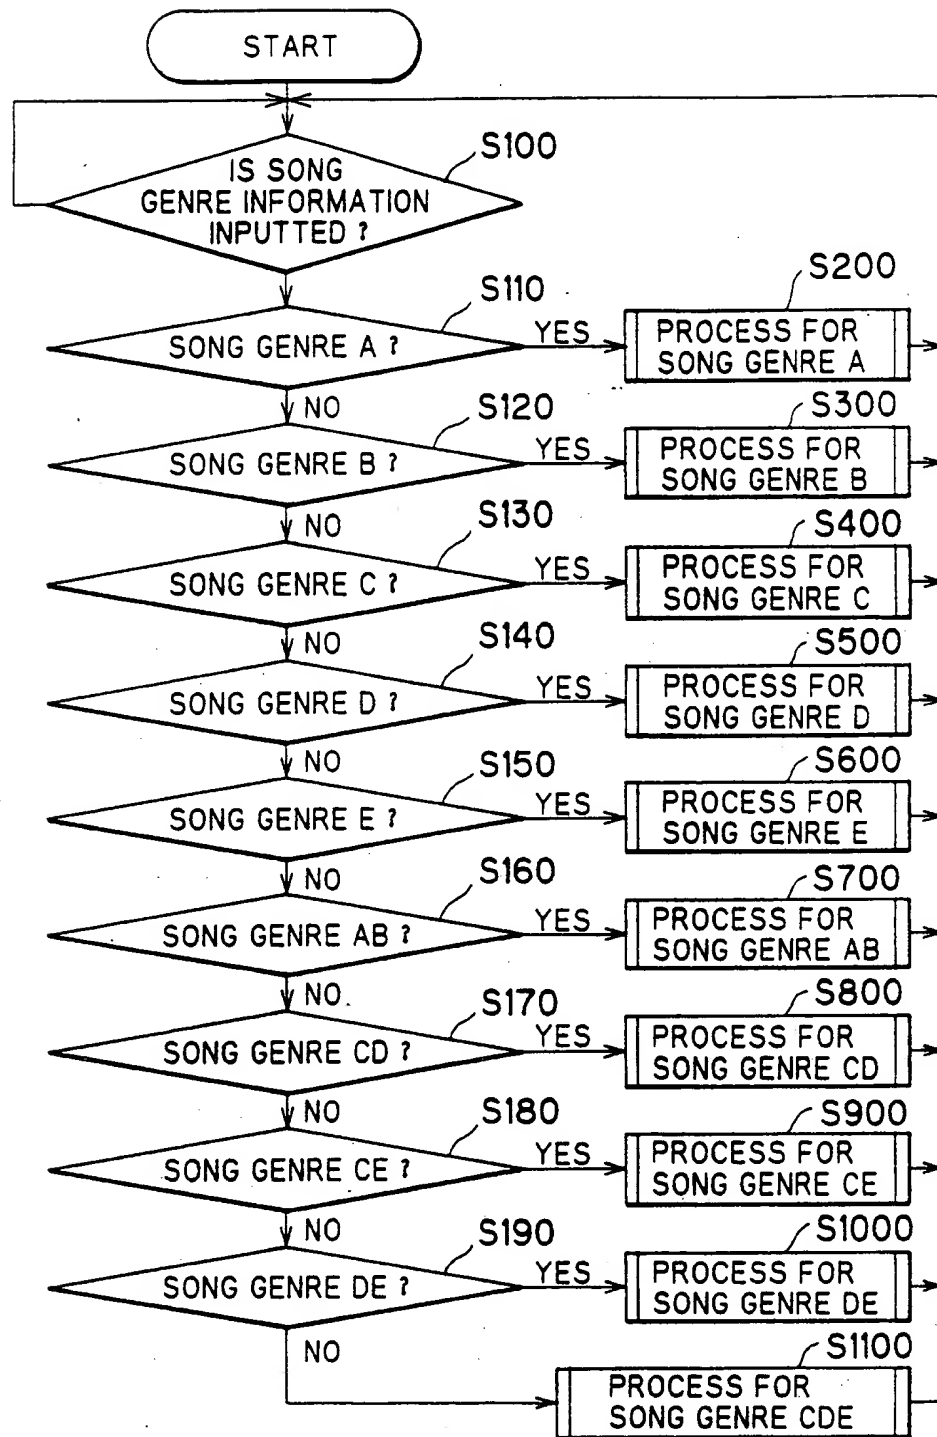 START
S100
IS SONG
GENRE INFORMATION
INPUTTED ?
S110
SONG GENRE A ?
YES
S200
PROCESS FOR
SONG GENRE A
NO
S120
SONG GENRE B ?
YES
S300
PROCESS FOR
SONG GENRE B
NO
S130
SONG GENRE C ?
YES
S400
PROCESS FOR
SONG GENRE C
NO
S140
SONG GENRE D ?
YES
S500
PROCESS FOR
SONG GENRE D
NO
S150
SONG GENRE E ?
YES
S600
PROCESS FOR
SONG GENRE E
NO
S160
SONG GENRE AB ?
YES
S700
PROCESS FOR
SONG GENRE AB
NO
S170
SONG GENRE CD ?
YES
S800
PROCESS FOR
SONG GENRE CD
NO
S180
SONG GENRE CE ?
YES
S900
PROCESS FOR
SONG GENRE CE
NO
S190
SONG GENRE DE ?
YES
S1000
PROCESS FOR
SONG GENRE DE
NO
S1100
PROCESS FOR
SONG GENRE CDE